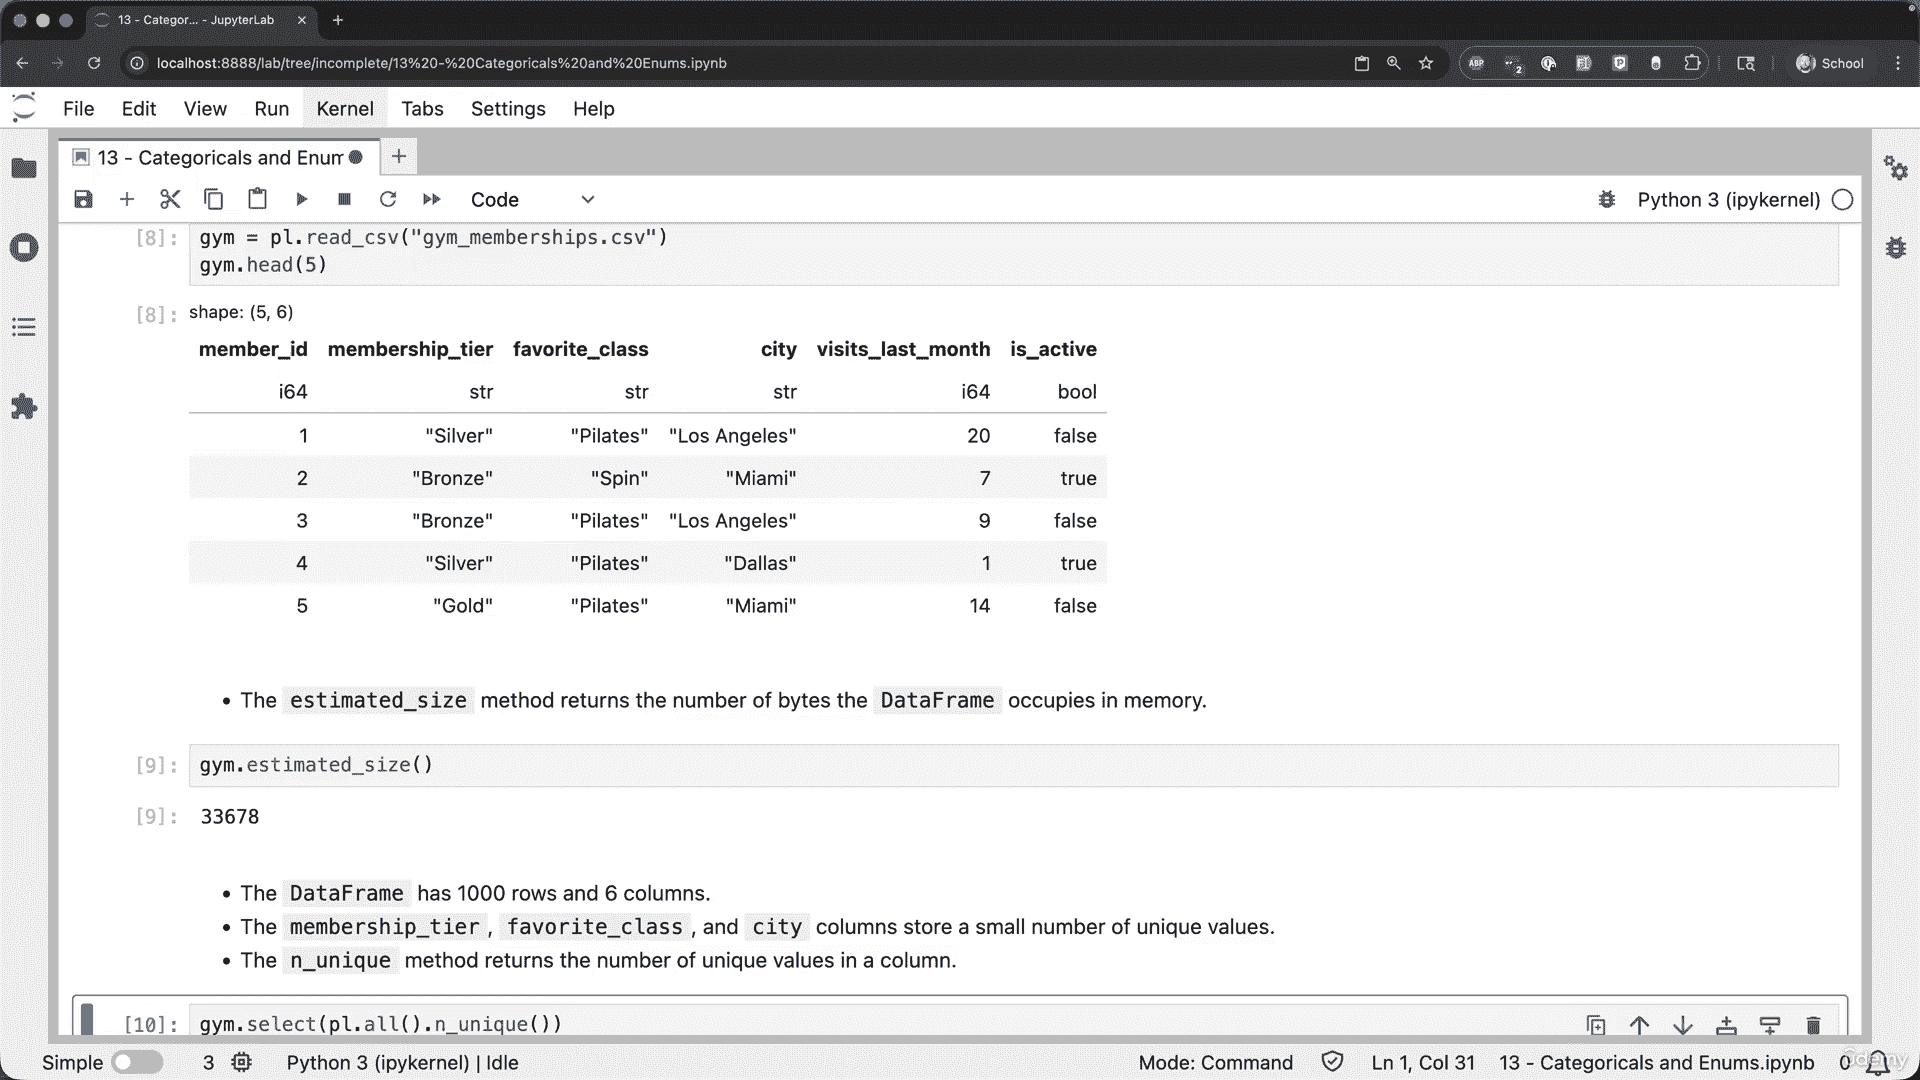 13 - Categor... - JupyterLab
localhost:8888/lab/tree/incomplete/13%20-%20Categoricals%20and%20Enums.ipynb
ABP
2
School
File Edit View Run Kernel Tabs Settings Help
13 - Categoricals and Enum
Code
Python 3 (ipykernel)
[8]: gym = pl.read_csv("gym_memberships.csv")
gym.head(5)
[8]: shape: (5, 6)
member_id membership_tier favorite_class city visits_last_month is_active
i64 str str str i64 bool
1 "Silver" "Pilates" "Los Angeles" 20 false
2 "Bronze" "Spin" "Miami" 7 true
3 "Bronze" "Pilates" "Los Angeles" 9 false
4 "Silver" "Pilates" "Dallas" 1 true
5 "Gold" "Pilates" "Miami" 14 false
• The estimated_size method returns the number of bytes the DataFrame occupies in memory.
[9]: gym.estimated_size()
[9]: 33678
• The DataFrame has 1000 rows and 6 columns.
• The membership_tier, favorite_class, and city columns store a small number of unique values.
• The n_unique method returns the number of unique values in a column.
[10]: gym.select(pl.all().n_unique())
Simple 3 Python 3 (ipykernel) | Idle Mode: Command Ln 1, Col 31 13 - Categoricals and Enums.ipynb 0
udemy